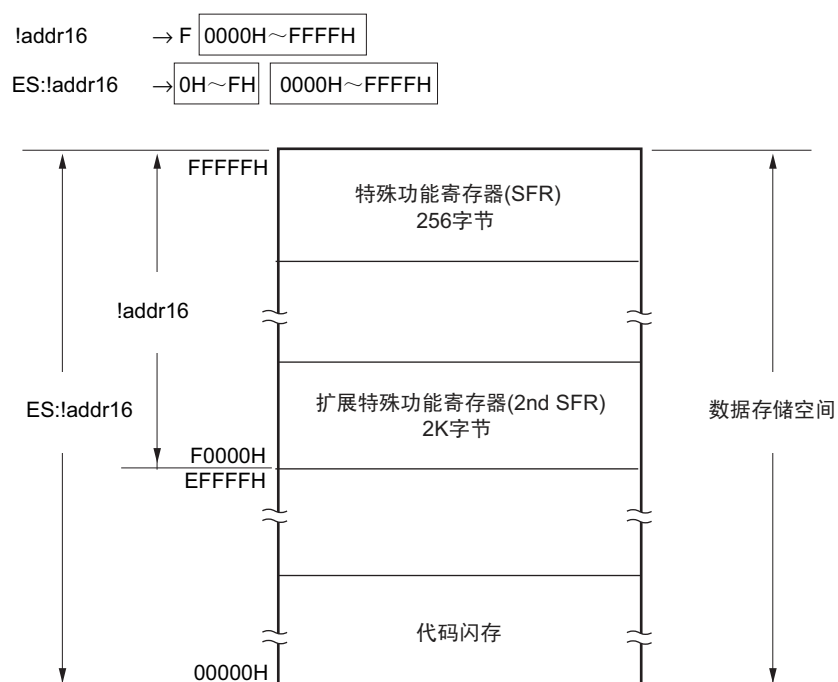 !addr16 → F 0000H～FFFFH
ES:!addr16 → 0H～FH 0000H～FFFFH
FFFFFH
特殊功能寄存器(SFR)
256字节
!addr16
扩展特殊功能寄存器(2nd SFR)
2K字节
ES:!addr16
数据存储空间
F0000H
EFFFFH
代码闪存
00000H